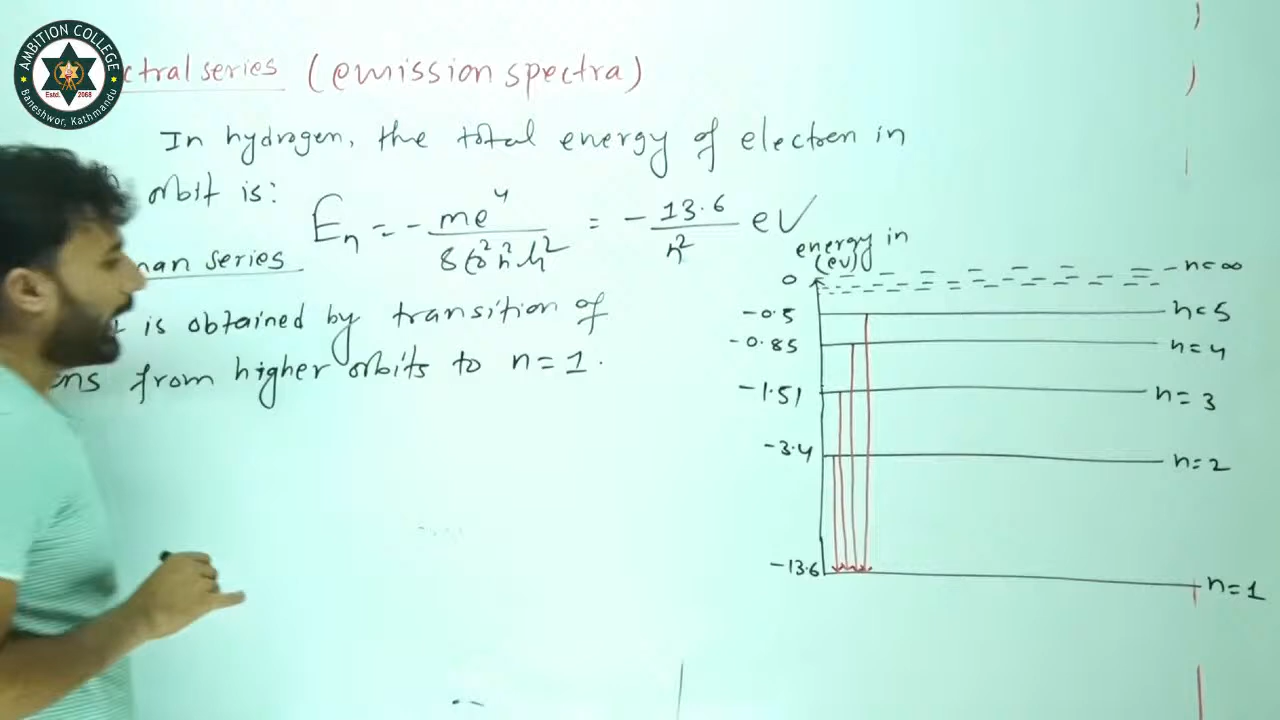 AMBITION COLLEGE
Estd. 2068
Baneshwor, Kathmandu
ctral series (emission spectra)
In hydrogen, the total energy of electron in
orbit is: Eₙ = - me⁴ / 8ε₀²n²h² = - 13.6 / n² eV
man series
is obtained by transition of
ns from higher orbits to n = 1.
energy in
(eV)
0 - n = ∞
-0.5 n = 5
-0.85 n = 4
-1.51 n = 3
-3.4 n = 2
-13.6 n = 1